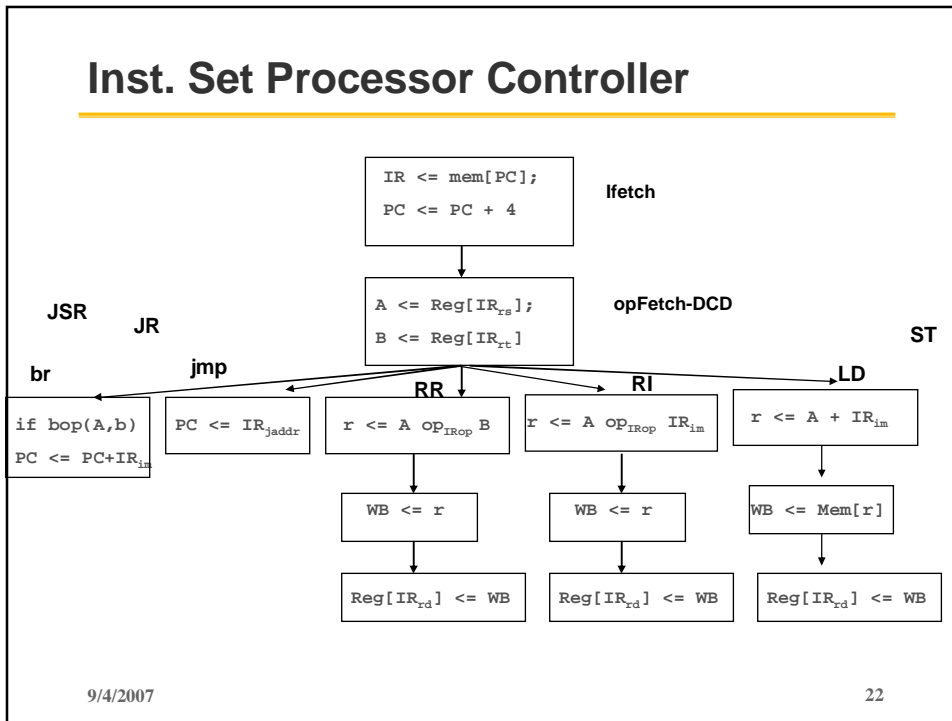 Inst. Set Processor Controller
IR <= mem[PC];
PC <= PC + 4
Ifetch
A <= Reg[IRrs];
B <= Reg[IRrt]
opFetch-DCD
JSR
JR
ST
br
jmp
RR
RI
LD
if bop(A,b)
PC <= PC+IRim
PC <= IRjaddr
r <= A opIRop B
r <= A opIRop IRim
r <= A + IRim
WB <= r
WB <= r
WB <= Mem[r]
Reg[IRrd] <= WB
Reg[IRrd] <= WB
Reg[IRrd] <= WB
9/4/2007
22